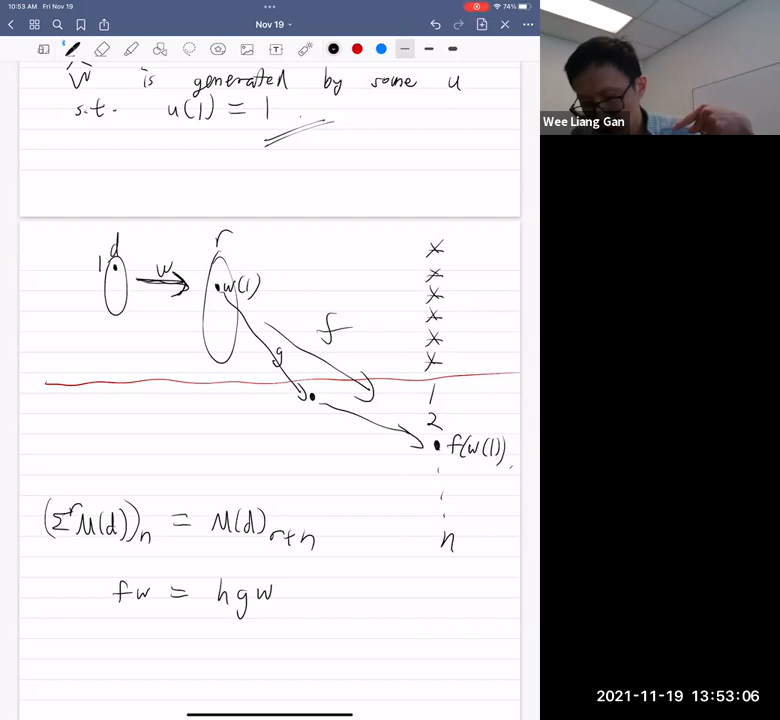 10:53 AM Fri Nov 19
74%
Nov 19
W is generated by some u
s.t. u(1) = 1
d
r
1
w
w(1)
f
g
1
2
f(w(1))
n
(Σ^r M(d))_n = M(d)_{r+n}
fw = hgw
Wee Liang Gan
2021-11-19 13:53:06